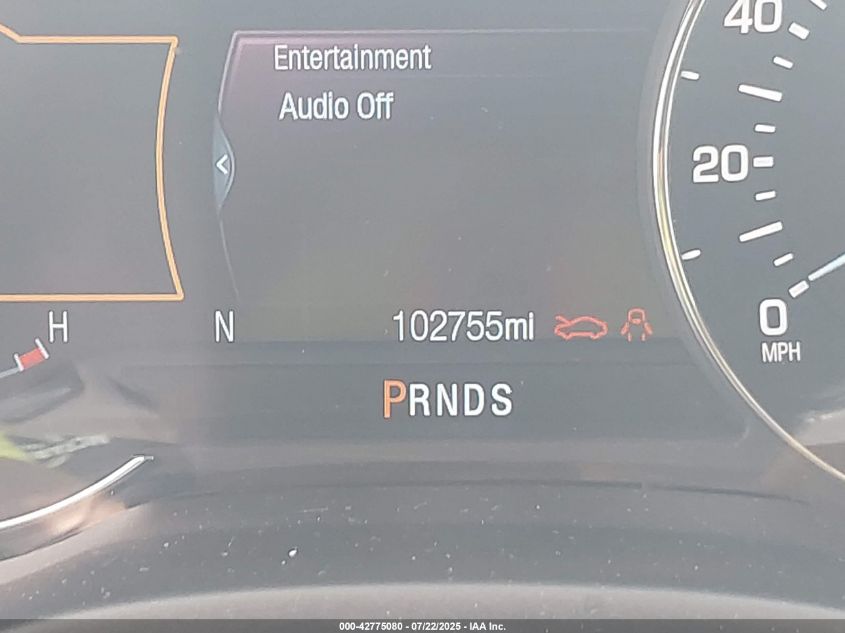 Entertainment
Audio Off
<
40
20
0
MPH
H
N
102755mi
PRNDS
000-42775080 - 07/22/2025 - IAA Inc.